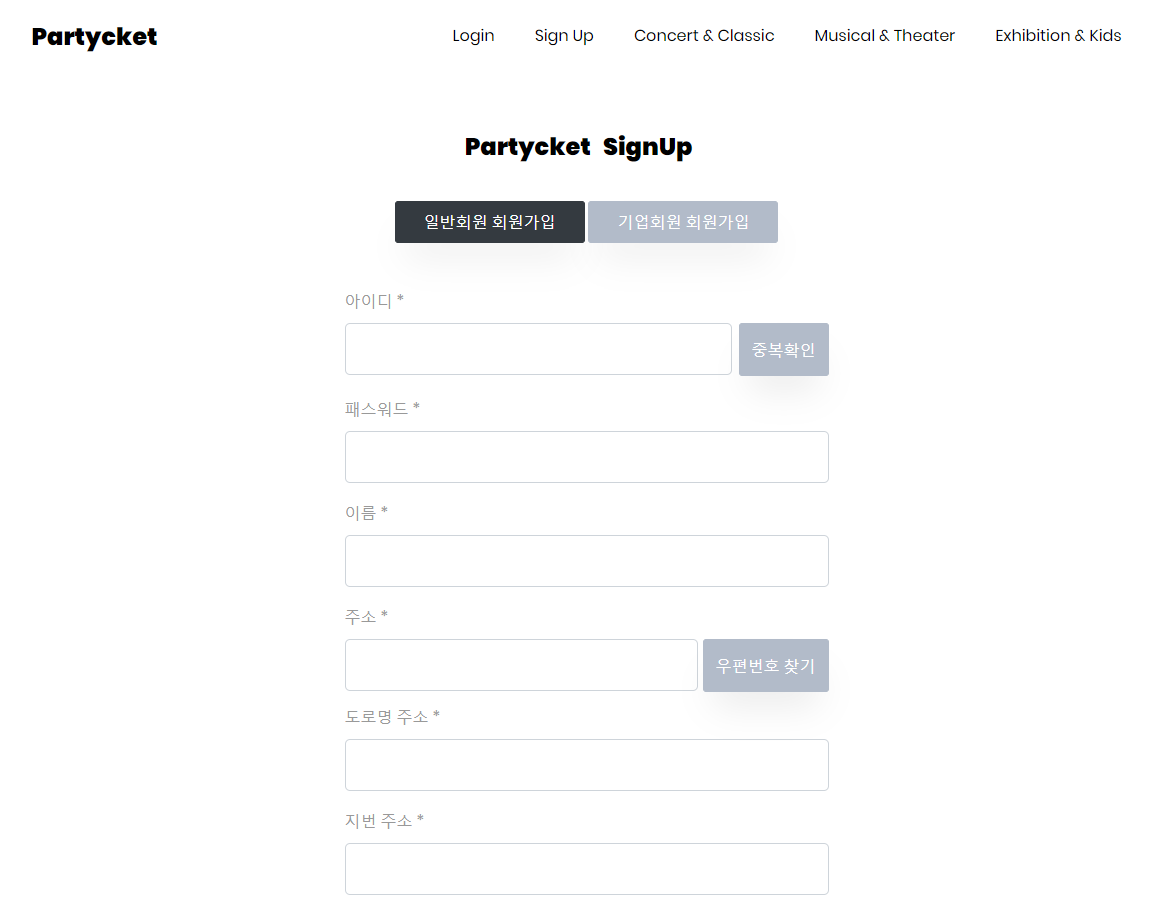 Partycket Login Sign Up Concert & Classic Musical & Theater Exhibition & Kids
Partycket SignUp
일반회원 회원가입 기업회원 회원가입
아이디 *
중복확인
패스워드 *
이름 *
주소 *
우편번호 찾기
도로명 주소 *
지번 주소 *